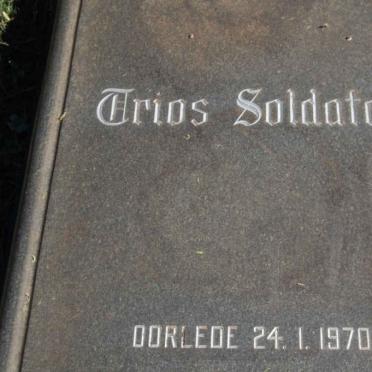 Trios Soldato
OORLEDE 24. 1. 1970